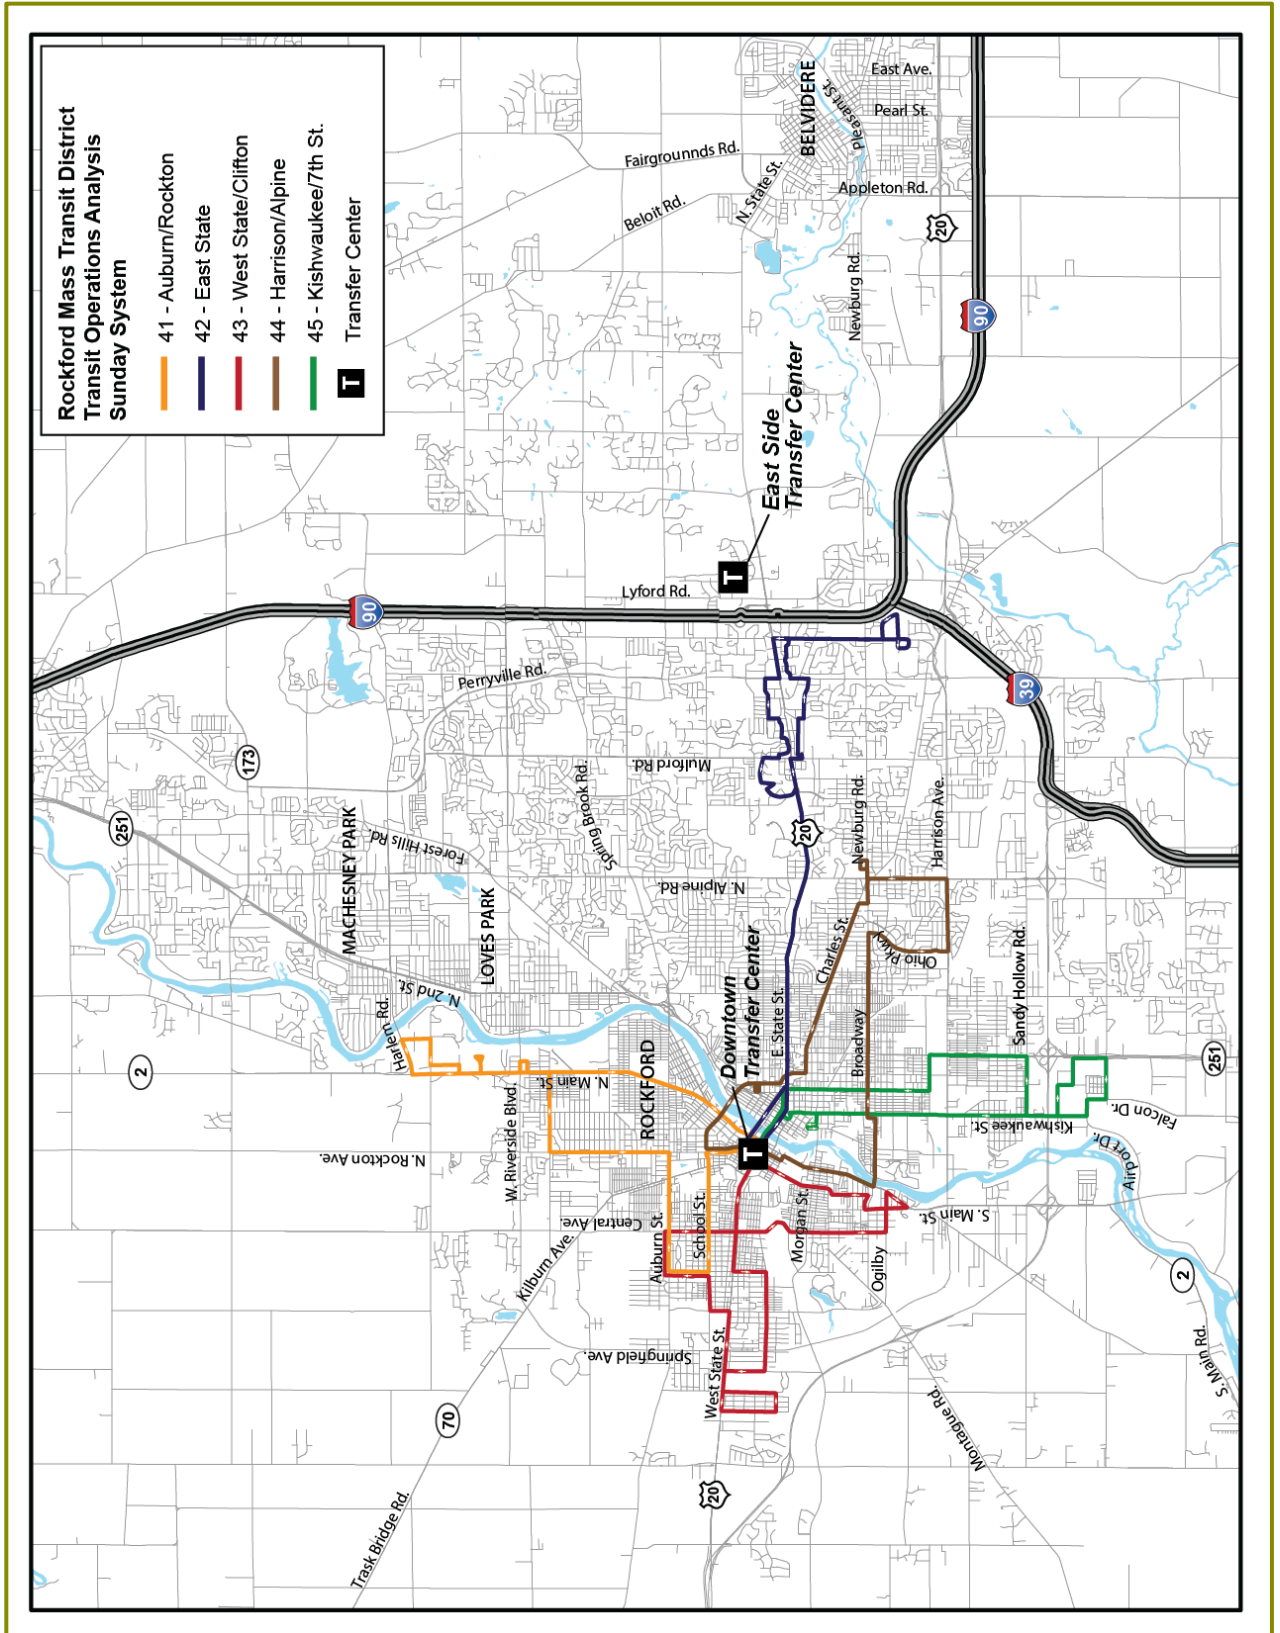 Rockford Mass Transit District
Transit Operations Analysis
Sunday System
41 - Auburn/Rockton
42 - East State
43 - West State/Clifton
44 - Harrison/Alpine
45 - Kishwaukee/7th St.
T Transfer Center
East Ave.
Pearl St.
Pleasant St.
BELVIDERE
Fairgrounnds Rd.
N. State St.
Appleton Rd.
Beloit Rd.
20
Newburg Rd.
90
East Side
Transfer Center
T
Lyford Rd.
90
Perryville Rd.
39
173
Mulford Rd.
Spring Brook Rd.
251
Forest Hills Rd
MACHESNEY PARK
20
Newburg Rd.
Harrison Ave.
N. Alpine Rd.
LOVES PARK
Charles St.
Ohio Pkwy
Sandy Hollow Rd.
N. 2nd St.
Harlem Rd.
Downtown
Transfer Center
E. State St.
Broadway
251
2
N. Main St.
ROCKFORD
W. Riverside Blvd.
Kishwaukee St.
Falcon Dr.
Airport Dr.
N. Rockton Ave.
T
Central Ave.
Auburn St.
School St.
Morgan St.
S. Main St.
Ogilby
Kilburn Ave.
2
Springfield Ave.
West State St.
S. Main Rd.
70
Montague Rd.
20
Trask Bridge Rd.